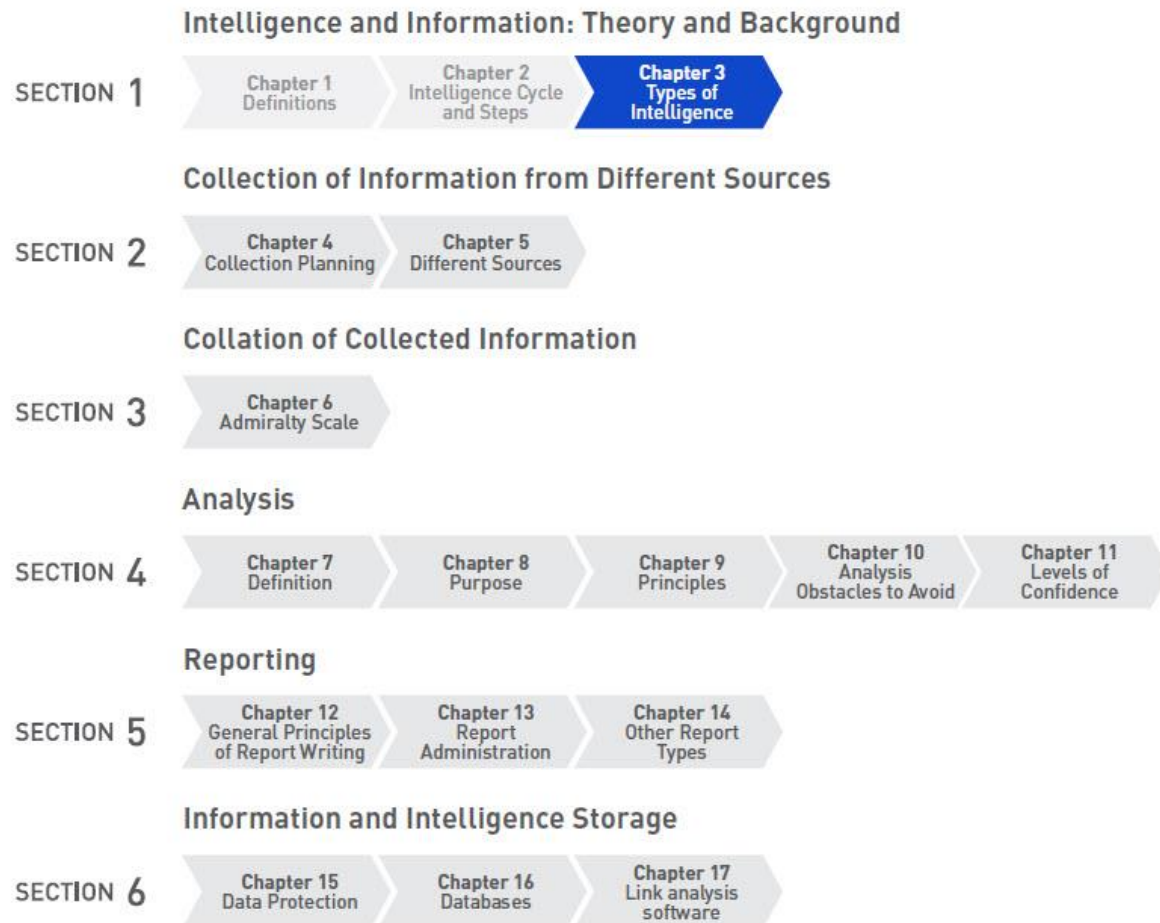 Intelligence and Information: Theory and Background
SECTION 1
Chapter 1
Definitions
Chapter 2
Intelligence Cycle
and Steps
Chapter 3
Types of
Intelligence
Collection of Information from Different Sources
SECTION 2
Chapter 4
Collection Planning
Chapter 5
Different Sources
Collation of Collected Information
SECTION 3
Chapter 6
Admiralty Scale
Analysis
SECTION 4
Chapter 7
Definition
Chapter 8
Purpose
Chapter 9
Principles
Chapter 10
Analysis
Obstacles to Avoid
Chapter 11
Levels of
Confidence
Reporting
SECTION 5
Chapter 12
General Principles
of Report Writing
Chapter 13
Report
Administration
Chapter 14
Other Report
Types
Information and Intelligence Storage
SECTION 6
Chapter 15
Data Protection
Chapter 16
Databases
Chapter 17
Link analysis
software